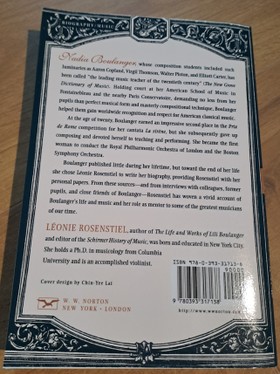 BIOGRAPHY/MUSIC
Nadia Boulanger, whose composition students included such
luminaries as Aaron Copland, Virgil Thomson, Walter Piston, and Elliott Carter, has
been called "the leading music teacher of the twentieth century" (The New Grove
Dictionary of Music). Holding court at her American School of Music in
Fontainebleau and the nearby Paris Conservatoire, demanding no less from her
pupils than perfect musical form and mastery compositional technique, Boulanger
helped them gain worldwide recognition and respect for American classical music.
At the age of twenty, Boulanger earned an impressive second place in the Prix
de Rome competition for her cantata la sirène, but she subsequently gave up
composing and devoted herself to teaching and performing. She became the first
woman to conduct the Royal Philharmonic Orchestra of London and the Boston
Symphony Orchestra.
Boulanger published little during her lifetime, but toward the end of her life
she chose Léonie Rosenstiel to write her biography, providing Rosenstiel with her
personal papers. From these sources—and from interviews with colleagues, former
pupils, and close friends of Boulanger—Rosenstiel has woven a vivid account of
Boulanger's life and music and her role as mentor to some of the greatest musicians
of our time.
LÉONIE ROSENSTIEL, author of The Life and Works of Lili Boulanger
and editor of the Schirmer History of Music, was born and educated in New York City.
She holds a Ph.D. in musicology from Columbia
University and is an accomplished violinist.
Cover design by Chin-Yee Lai
W. W. NORTON
NEW YORK • LONDON
ISBN 978-0-393-31713-8
90000
9 780393 317138